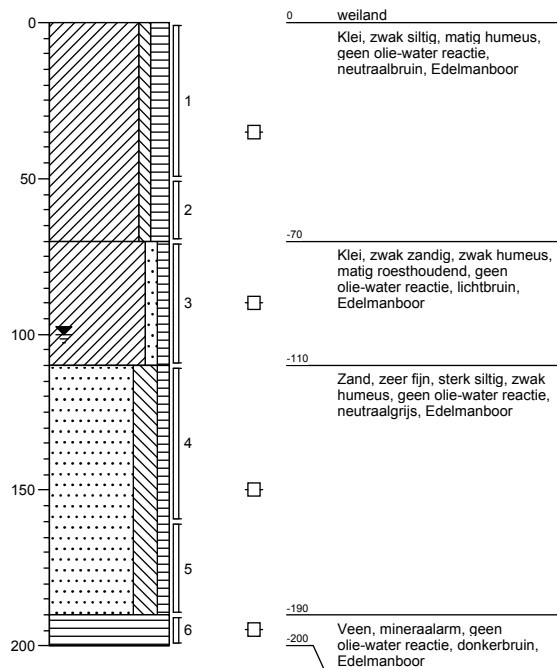 0
50
100
150
200
1
2
3
4
5
6
0 weiland
Klei, zwak siltig, matig humeus,
geen olie-water reactie,
neutraalbruin, Edelmanboor
-70
Klei, zwak zandig, zwak humeus,
matig roesthoudend, geen
olie-water reactie, lichtbruin,
Edelmanboor
-110
Zand, zeer fijn, sterk siltig, zwak
humeus, geen olie-water reactie,
neutraalgrijs, Edelmanboor
-190
Veen, mineraalarm, geen
olie-water reactie, donkerbruin,
Edelmanboor
-200